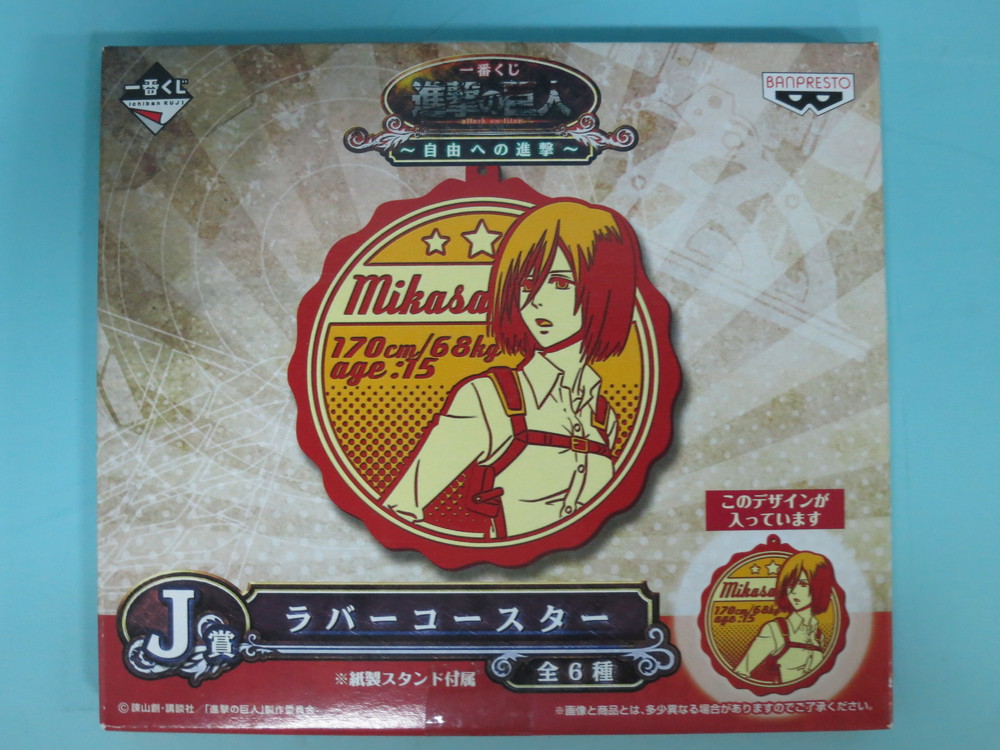 一番くじ
ichiban KUJI
一番くじ
進撃の巨人
attack on titan
～自由への進撃～
BANPRESTO
Mikasa
170cm/68kg
age:15
このデザインが
入っています
Mikasa
170cm/68kg
age:15
J賞
ラバーコースター
※紙製スタンド付属
全6種
©諫山創・講談社／「進撃の巨人」製作委員会
※画像と商品とは、多少異なる場合がありますのでご了承ください。